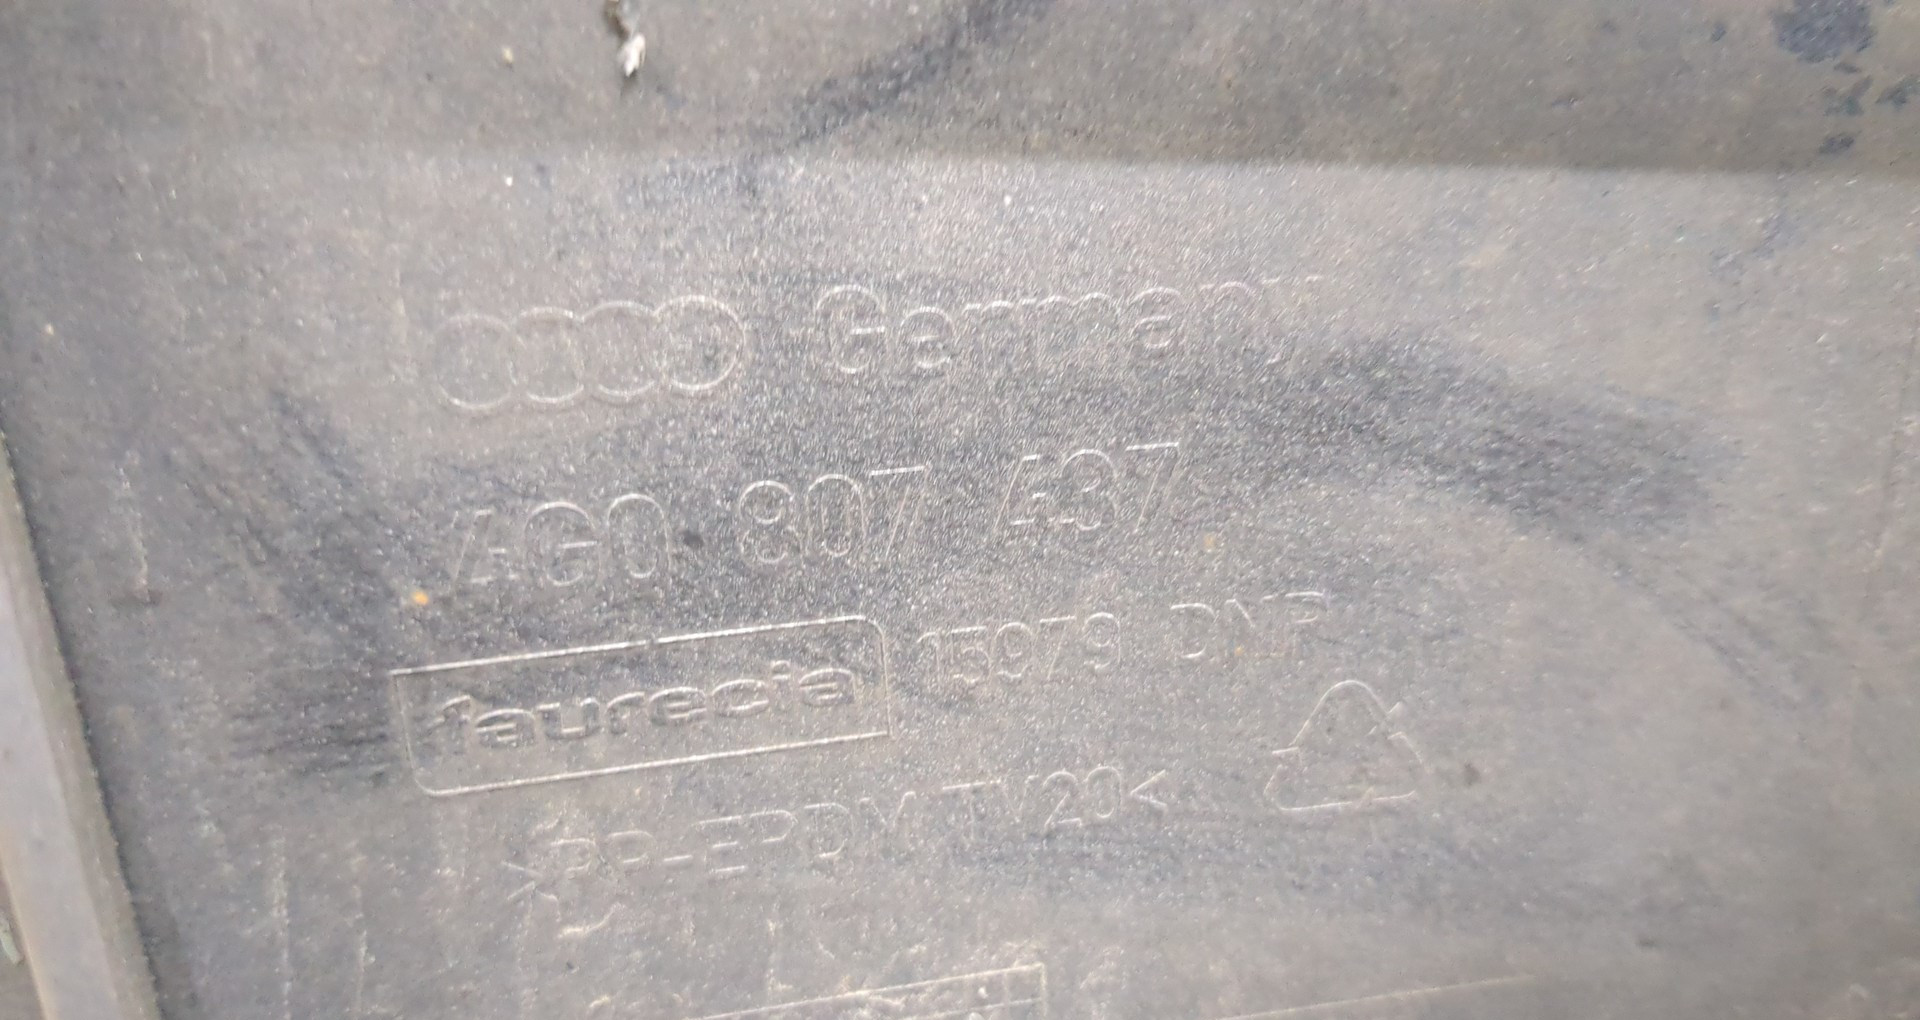 Germany
4G0 807 437
faurecia 15979 DNP
>PP-EPDM TV20<